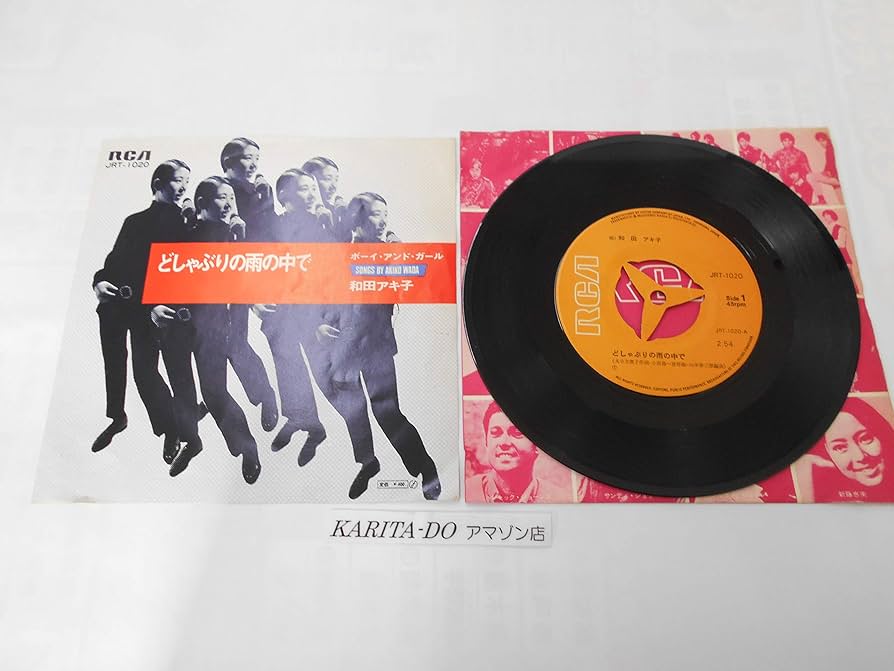 RCA
JRT-1020
どしゃぶりの雨の中で
ボーイ・アンド・ガール
SONGS BY AKIKO WADA
和田アキ子
定価 ¥400
RCA
和田 アキ子
JRT-1020
Side 1
45rpm
JRT-1020-A
2:54
どしゃぶりの雨の中で
KARITA-DO アマゾン店